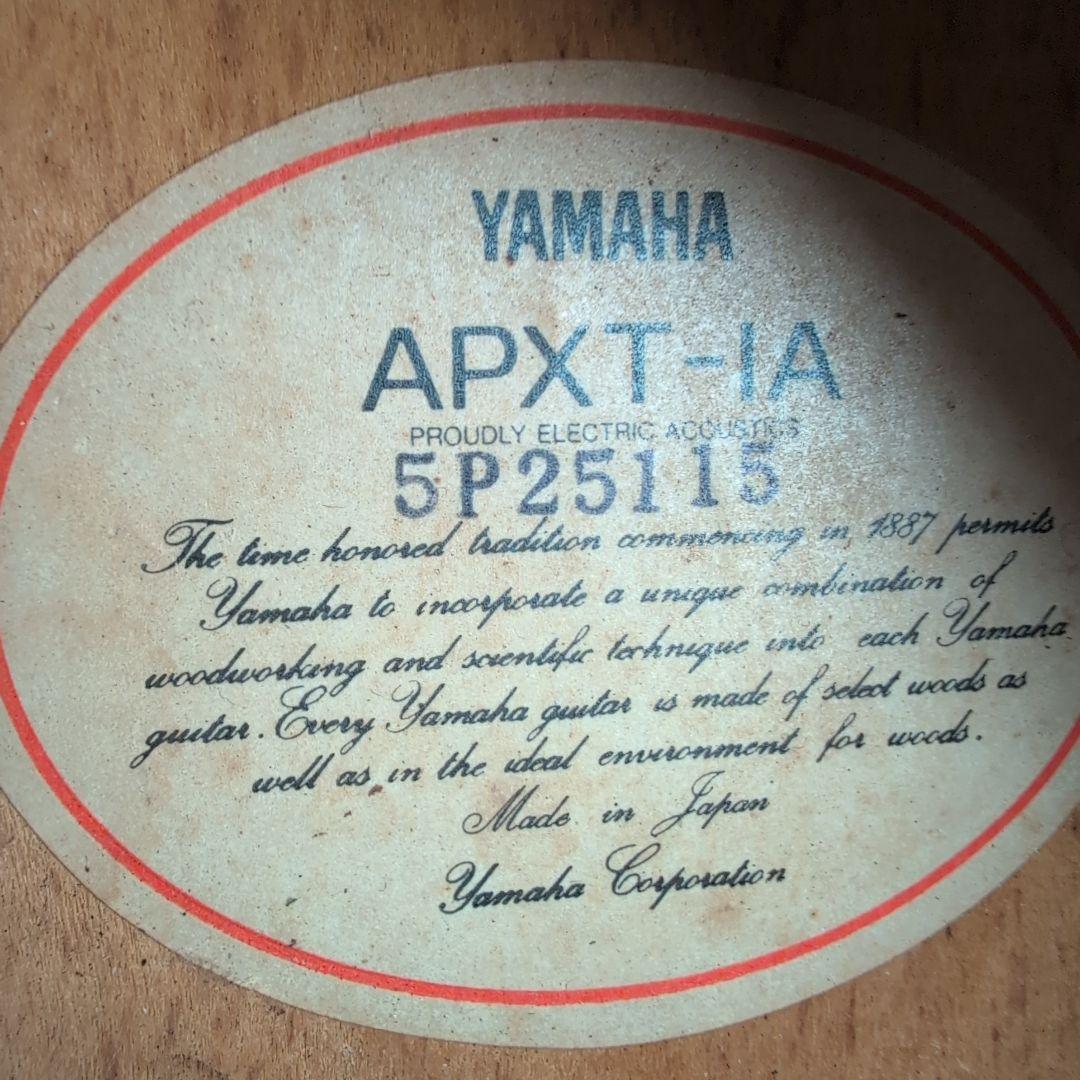 YAMAHA
APXT-1A
PROUDLY ELECTRIC ACOUSTICS
5P25115
The time honored tradition commencing in 1887 permits
Yamaha to incorporate a unique combination of
woodworking and scientific technique into each Yamaha
guitar. Every Yamaha guitar is made of select woods as
well as in the ideal environment for woods.
Made in Japan
Yamaha Corporation